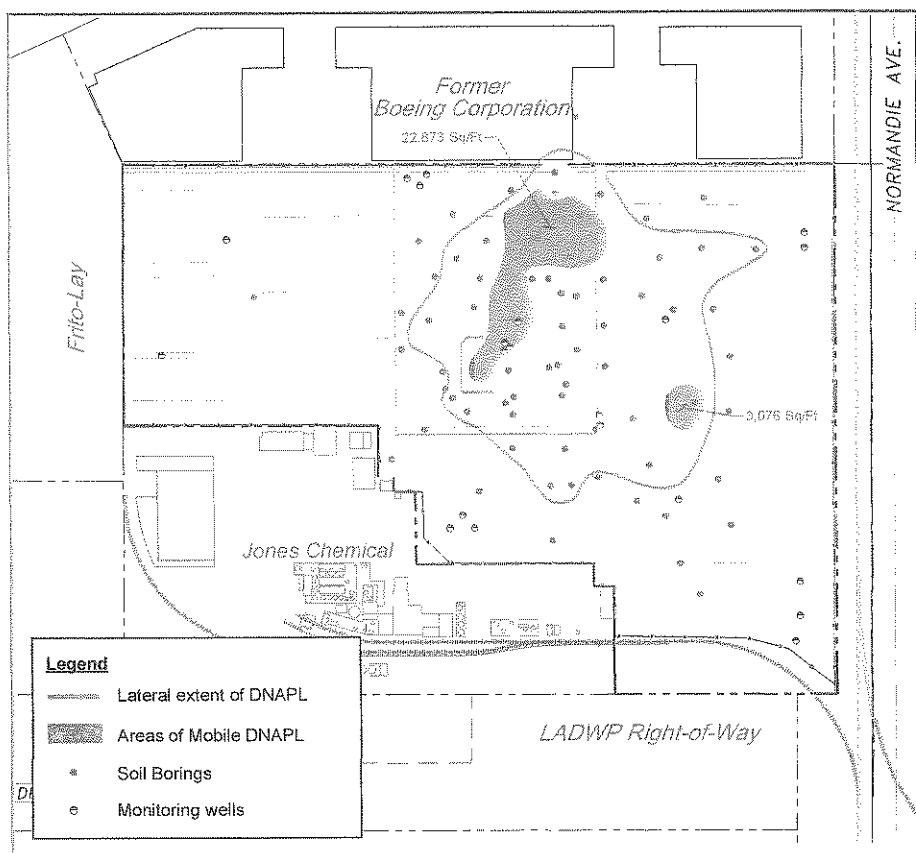 Former
Boeing Corporation
22,673 Sq/Ft
NORMANDIE AVE.
Frito-Lay
3,076 Sq/Ft
Jones Chemical
Legend
Lateral extent of DNAPL
Areas of Mobile DNAPL
Soil Borings
Monitoring wells
LADWP Right-of-Way